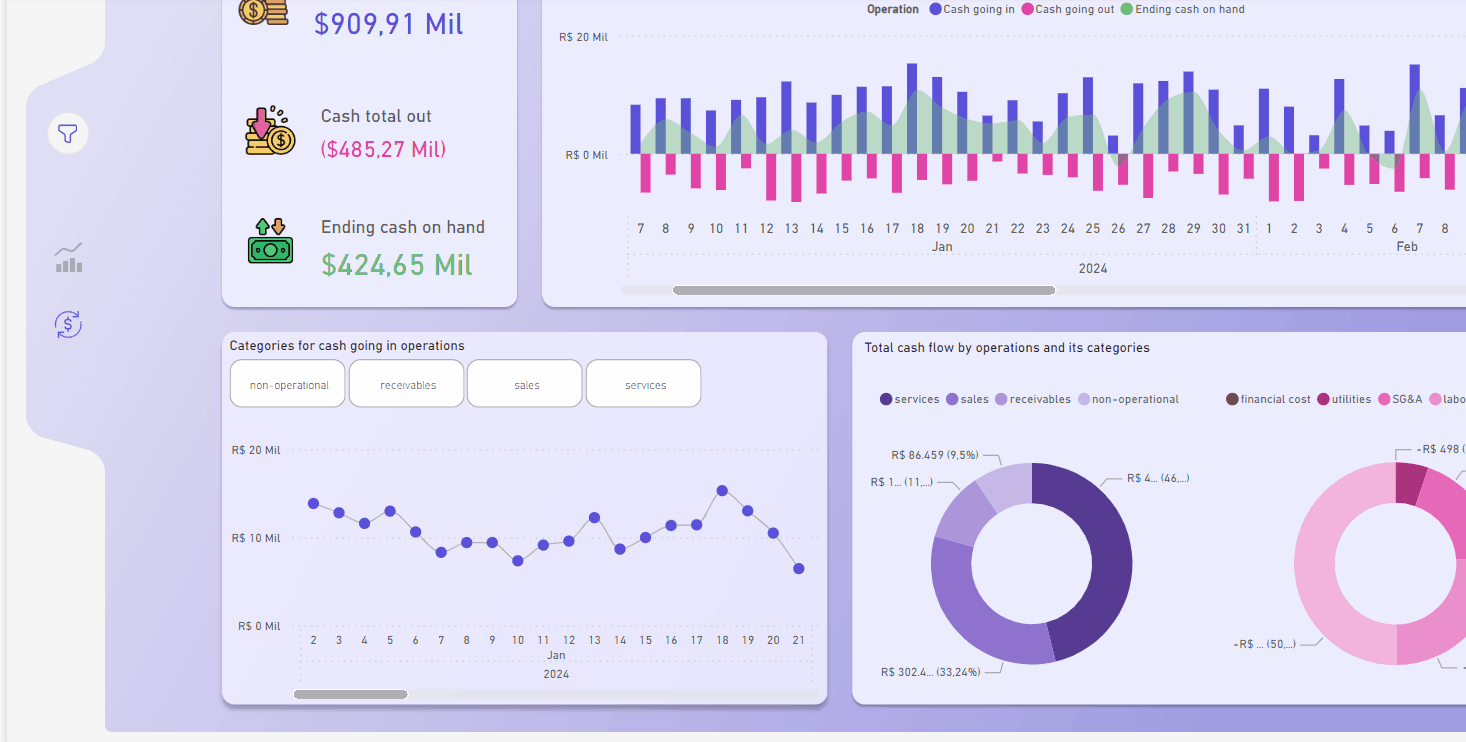 $909,91 Mil
Cash total out
($485,27 Mil)
Ending cash on hand
$424,65 Mil
Operation Cash going in Cash going out Ending cash on hand
R$ 20 Mil
R$ 0 Mil
7 8 9 10 11 12 13 14 15 16 17 18 19 20 21 22 23 24 25 26 27 28 29 30 31 1 2 3 4 5 6 7 8
Jan Feb
2024
Categories for cash going in operations
non-operational receivables sales services
R$ 20 Mil
R$ 10 Mil
R$ 0 Mil
2 3 4 5 6 7 8 9 10 11 12 13 14 15 16 17 18 19 20 21
Jan
2024
Total cash flow by operations and its categories
services sales receivables non-operational
financial cost utilities SG&A labo
R$ 86.459 (9,5%)
R$ 1... (11,...)
R$ 4... (46,...)
R$ 302.4... (33,24%)
-R$ 498 (
-R$ ... (50,...)